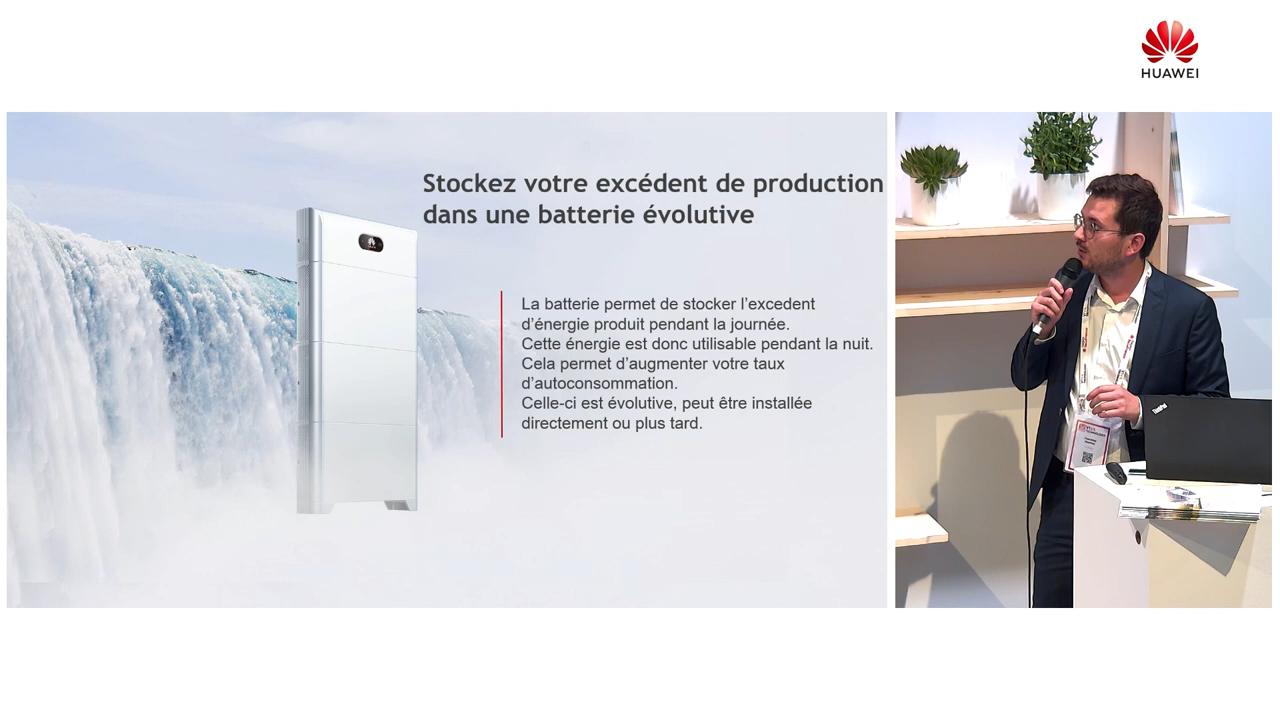 HUAWEI
Stockez votre excédent de production
dans une batterie évolutive
La batterie permet de stocker l’excedent
d’énergie produit pendant la journée.
Cette énergie est donc utilisable pendant la nuit.
Cela permet d’augmenter votre taux
d’autoconsommation.
Celle-ci est évolutive, peut être installée
directement ou plus tard.
ThinkPad